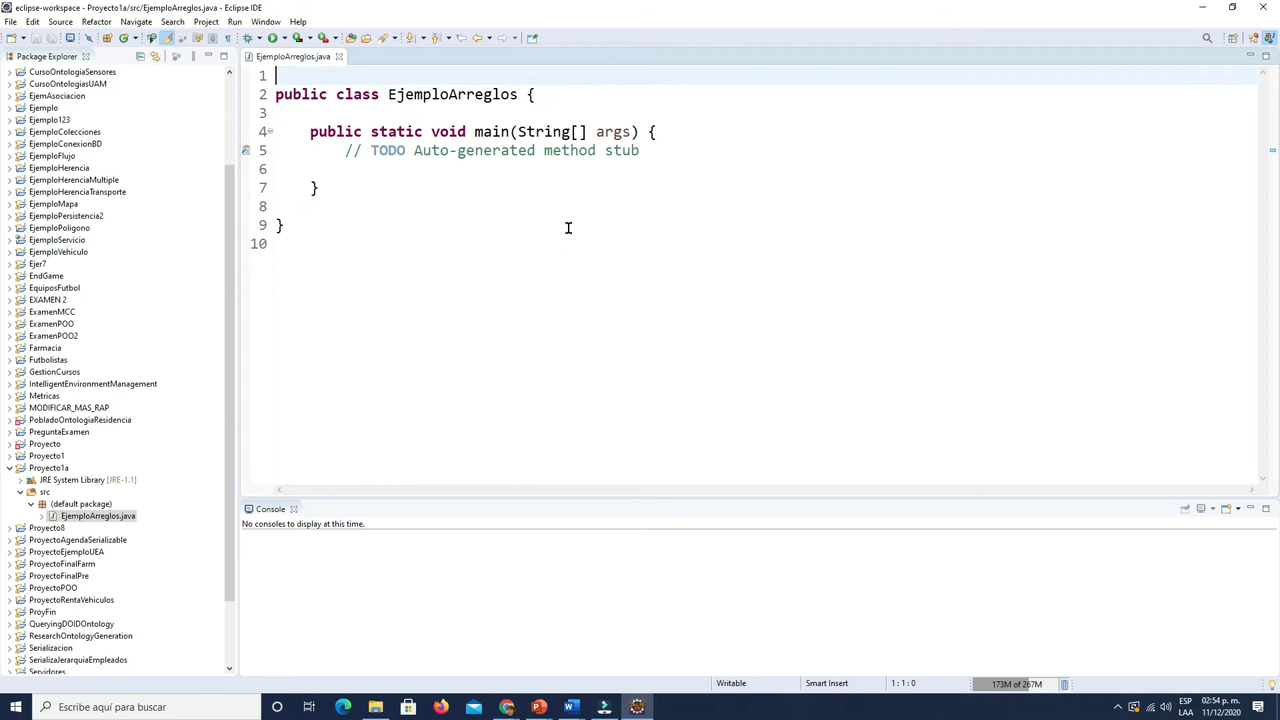 eclipse-workspace - Proyecto1a/src/EjemploArreglos.java - Eclipse IDE
File Edit Source Refactor Navigate Search Project Run Window Help
Package Explorer
EjemploArreglos.java
CursoOntologiaSensores
CursoOntologiasUAM
EjemAsociacion
Ejemplo
Ejemplo123
EjemploColecciones
EjemploConexionBD
EjemploFlujo
EjemploHerencia
EjemploHerenciaMultiple
EjemploHerenciaTransporte
EjemploMapa
EjemploPersistencia2
EjemploPoligono
EjemploServicio
EjemploVehiculo
Ejer7
EndGame
EquiposFutbol
EXAMEN 2
ExamenMCC
ExamenPOO
ExamenPOO2
Farmacia
Futbolistas
GestionCursos
IntelligentEnvironmentManagement
Metricas
MODIFICAR_MAS_RAP
PobladoOntologiaResidencia
PreguntaExamen
Proyecto
Proyecto1
Proyecto1a
JRE System Library [JRE-1.1]
src
(default package)
EjemploArreglos.java
Proyecto8
ProyectoAgendaSerializable
ProyectoEjemploUEA
ProyectoFinalFarm
ProyectoFinalPre
ProyectoPOO
ProyectoRentaVehiculos
ProyFin
QueryingDOIDOntology
ResearchOntologyGeneration
Serializacion
SerializaJerarquiaEmpleados
Servidores
1
2 public class EjemploArreglos {
3
4 public static void main(String[] args) {
5 // TODO Auto-generated method stub
6
7 }
8
9 }
10
Console
No consoles to display at this time.
Writable Smart Insert 1 : 1 : 0 173M of 267M
Escribe aquí para buscar
ESP 02:54 p. m.
LAA 11/12/2020